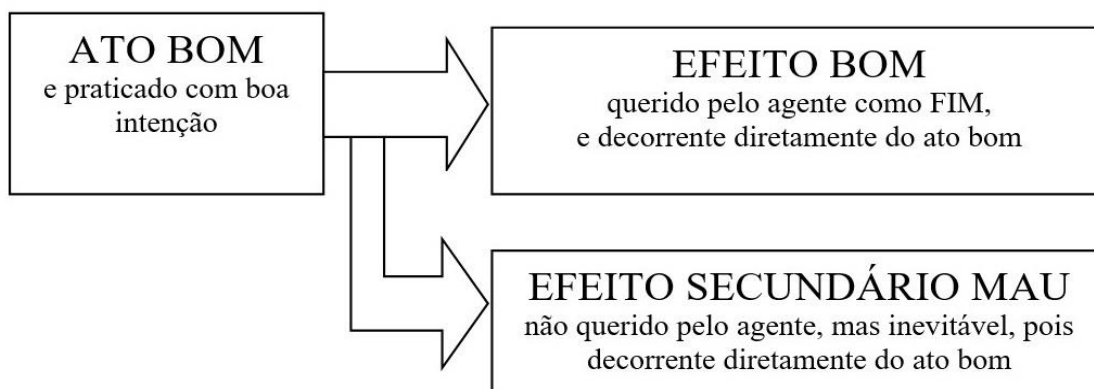 ATO BOM
e praticado com boa
intenção
EFEITO BOM
querido pelo agente como FIM,
e decorrente diretamente do ato bom
EFEITO SECUNDÁRIO MAU
não querido pelo agente, mas inevitável, pois
decorrente diretamente do ato bom